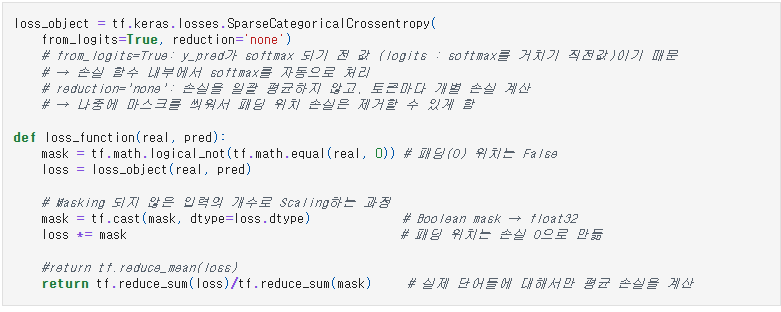 loss_object = tf.keras.losses.SparseCategoricalCrossentropy(
    from_logits=True, reduction='none')
    # from_logits=True: y_pred가 softmax 되기 전 값 (logits : softmax를 거치기 직전값)이기 때문
    # → 손실 함수 내부에서 softmax를 자동으로 처리
    # reduction='none': 손실을 일괄 평균하지 않고, 토큰마다 개별 손실 계산
    # → 나중에 마스크를 씌워서 패딩 위치 손실은 제거할 수 있게 함

def loss_function(real, pred):
    mask = tf.math.logical_not(tf.math.equal(real, 0)) # 패딩(0) 위치는 False
    loss = loss_object(real, pred)

    # Masking 되지 않은 입력의 개수로 Scaling하는 과정
    mask = tf.cast(mask, dtype=loss.dtype)            # Boolean mask → float32
    loss *= mask                                      # 패딩 위치는 손실 0으로 만듦

    #return tf.reduce_mean(loss)
    return tf.reduce_sum(loss)/tf.reduce_sum(mask)    # 실제 단어들에 대해서만 평균 손실을 계산